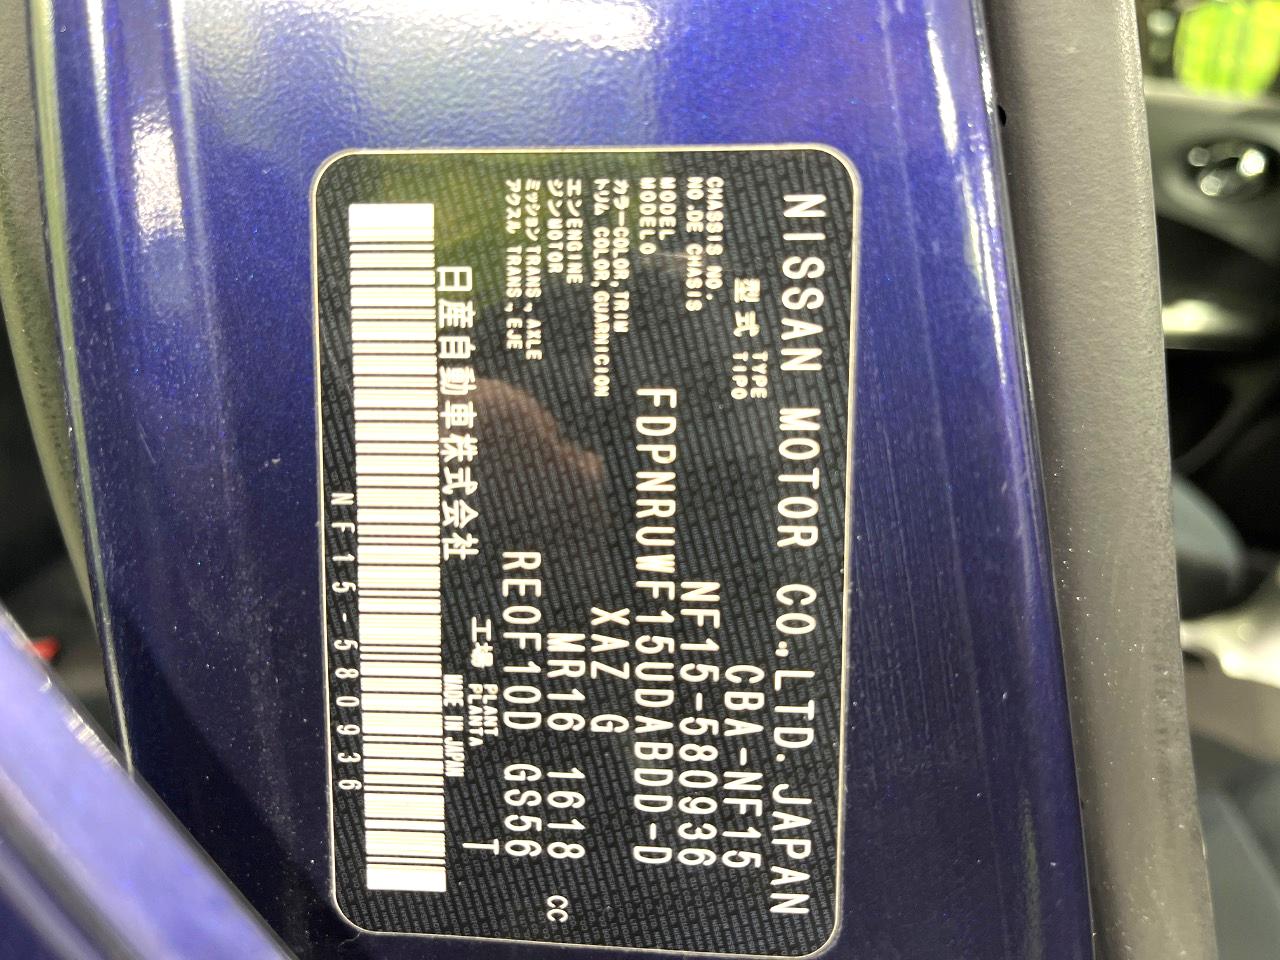 NISSAN MOTOR CO.,LTD. JAPAN
型式 TYPE TIPO CBA-NF15
CHASSIS NO. NO.DE CHASIS NF15-580936
MODEL MODELO FDPNRUWF15UDABDD-D
カラー COLOR,TRIM トリム COLOR,GUARNICION XAZ G
エンジン ENGINE MOTOR MR16 1618 CC
ミッション TRANS.,AXLE アクスル TRANS.,EJE RE0F10D GS56
工場 PLANT PLANTA T
日産自動車株式会社 MADE IN JAPAN
NF15-580936